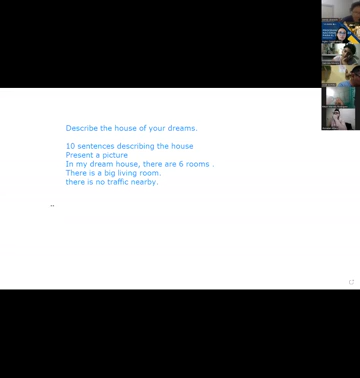 Describe the house of your dreams.
10 sentences describing the house
Present a picture
In my dream house, there are 6 rooms .
There is a big living room.
there is no traffic nearby.